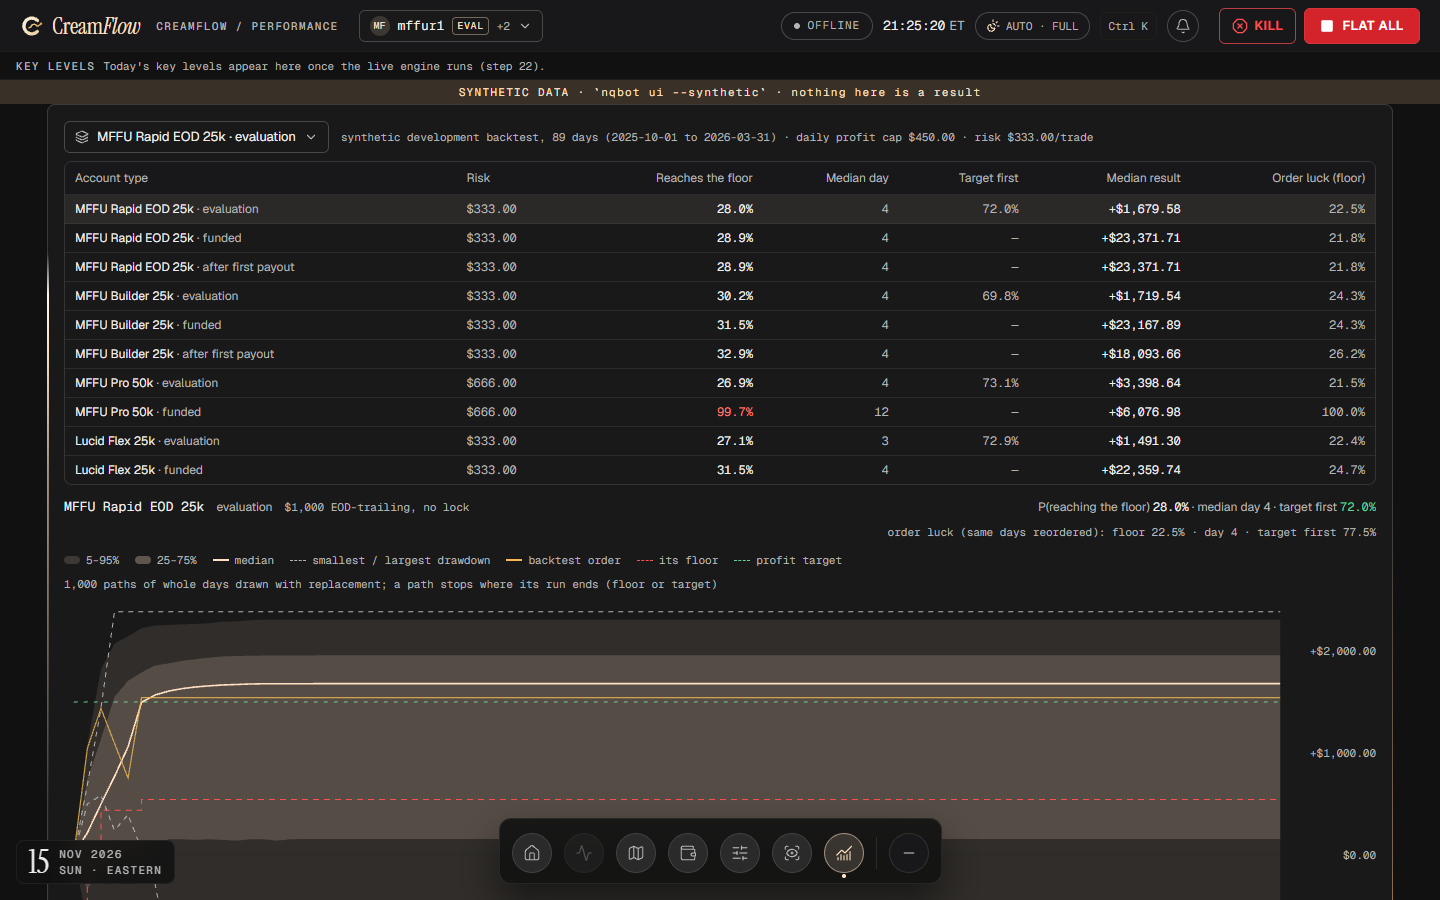 CreamFlow CREAMFLOW / PERFORMANCE MF mffur1 EVAL +2 OFFLINE 21:25:20 ET AUTO · FULL Ctrl K KILL FLAT ALL
KEY LEVELS Today's key levels appear here once the live engine runs (step 22).
SYNTHETIC DATA · `nqbot ui --synthetic` · nothing here is a result
MFFU Rapid EOD 25k · evaluation synthetic development backtest, 89 days (2025-10-01 to 2026-03-31) · daily profit cap $450.00 · risk $333.00/trade
Account type Risk Reaches the floor Median day Target first Median result Order luck (floor)
MFFU Rapid EOD 25k · evaluation $333.00 28.0% 4 72.0% +$1,679.58 22.5%
MFFU Rapid EOD 25k · funded $333.00 28.9% 4 — +$23,371.71 21.8%
MFFU Rapid EOD 25k · after first payout $333.00 28.9% 4 — +$23,371.71 21.8%
MFFU Builder 25k · evaluation $333.00 30.2% 4 69.8% +$1,719.54 24.3%
MFFU Builder 25k · funded $333.00 31.5% 4 — +$23,167.89 24.3%
MFFU Builder 25k · after first payout $333.00 32.9% 4 — +$18,093.66 26.2%
MFFU Pro 50k · evaluation $666.00 26.9% 4 73.1% +$3,398.64 21.5%
MFFU Pro 50k · funded $666.00 99.7% 12 — +$6,076.98 100.0%
Lucid Flex 25k · evaluation $333.00 27.1% 3 72.9% +$1,491.30 22.4%
Lucid Flex 25k · funded $333.00 31.5% 4 — +$22,359.74 24.7%
MFFU Rapid EOD 25k evaluation $1,000 EOD-trailing, no lock P(reaching the floor) 28.0% · median day 4 · target first 72.0%
order luck (same days reordered): floor 22.5% · day 4 · target first 77.5%
5–95% 25–75% median smallest / largest drawdown backtest order its floor profit target
1,000 paths of whole days drawn with replacement; a path stops where its run ends (floor or target)
+$2,000.00
+$1,000.00
$0.00
15 NOV 2026
SUN · EASTERN